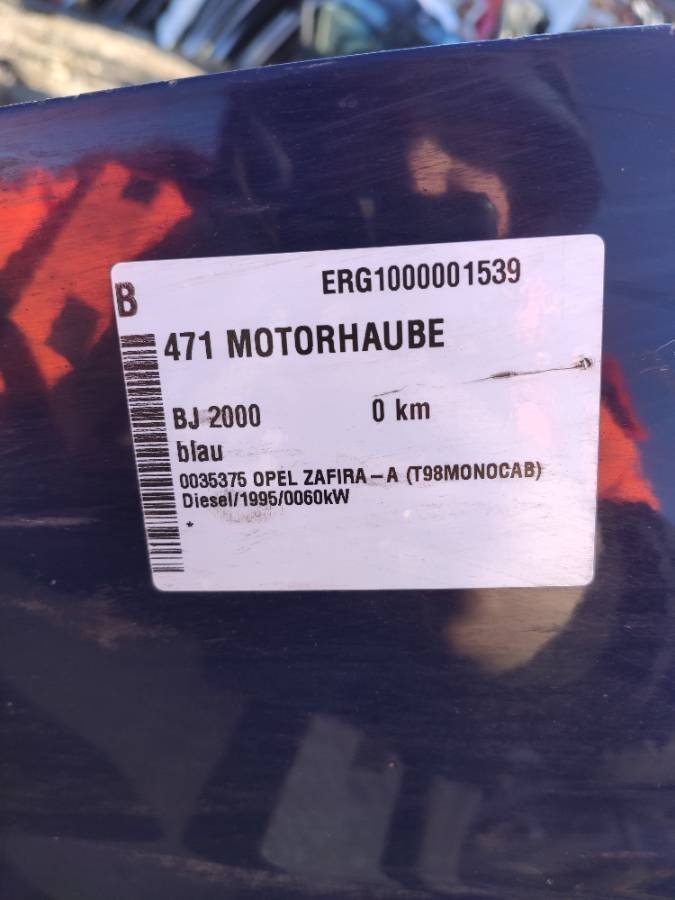 B
ERG1000001539
471 MOTORHAUBE
BJ 2000 0 km
blau
0035375 OPEL ZAFIRA-A (T98MONOCAB)
Diesel/1995/0060kW
*